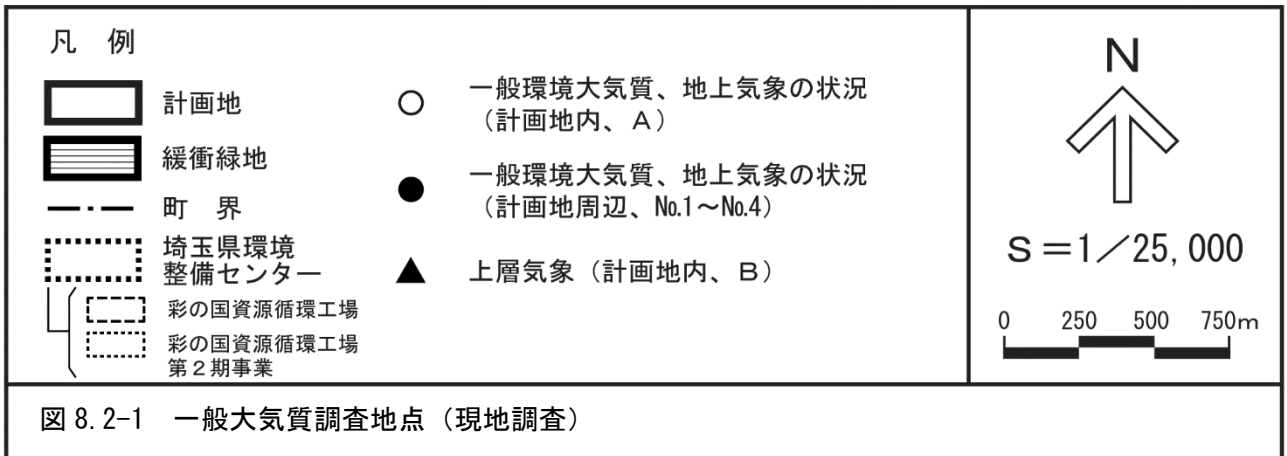 凡　例
計画地
緩衝緑地
町　界
埼玉県環境
整備センター
彩の国資源循環工場
彩の国資源循環工場
第２期事業
一般環境大気質、地上気象の状況
（計画地内、Ａ）
一般環境大気質、地上気象の状況
（計画地周辺、№1～№4）
上層気象（計画地内、Ｂ）
N
S＝1／25,000
0 250 500 750m
図 8.2-1　一般大気質調査地点（現地調査）